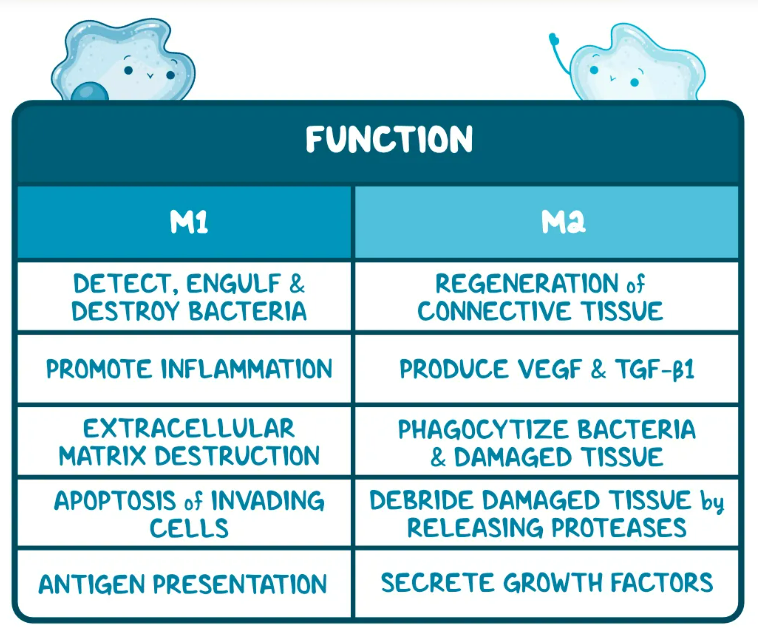 FUNCTION
M1
M2
DETECT, ENGULF &
DESTROY BACTERIA
REGENERATION of
CONNECTIVE TISSUE
PROMOTE INFLAMMATION
PRODUCE VEGF & TGF-β1
EXTRACELLULAR
MATRIX DESTRUCTION
PHAGOCYTIZE BACTERIA
& DAMAGED TISSUE
APOPTOSIS of INVADING
CELLS
DEBRIDE DAMAGED TISSUE by
RELEASING PROTEASES
ANTIGEN PRESENTATION
SECRETE GROWTH FACTORS